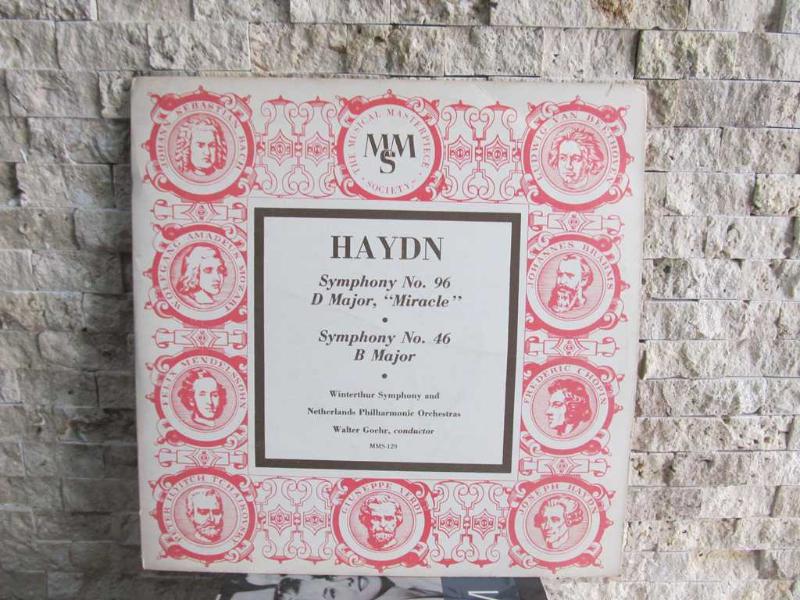 JOHANN SEBASTIAN BACH
THE MUSICAL MASTERPIECE
MMS
SOCIETY
LUDWIG VAN BEETHOVEN
WOLFGANG AMADEUS MOZART
JOHANNES BRAHMS
HAYDN
Symphony No. 96
D Major, “Miracle”
•
Symphony No. 46
B Major
•
Winterthur Symphony and
Netherlands Philharmonic Orchestras
Walter Goehr, conductor
MMS-129
FELIX MENDELSSOHN
FREDERIC CHOPIN
PETER ILYITCH TCHAIKOVSKY
GIUSEPPE VERDI
JOSEPH HAYDN